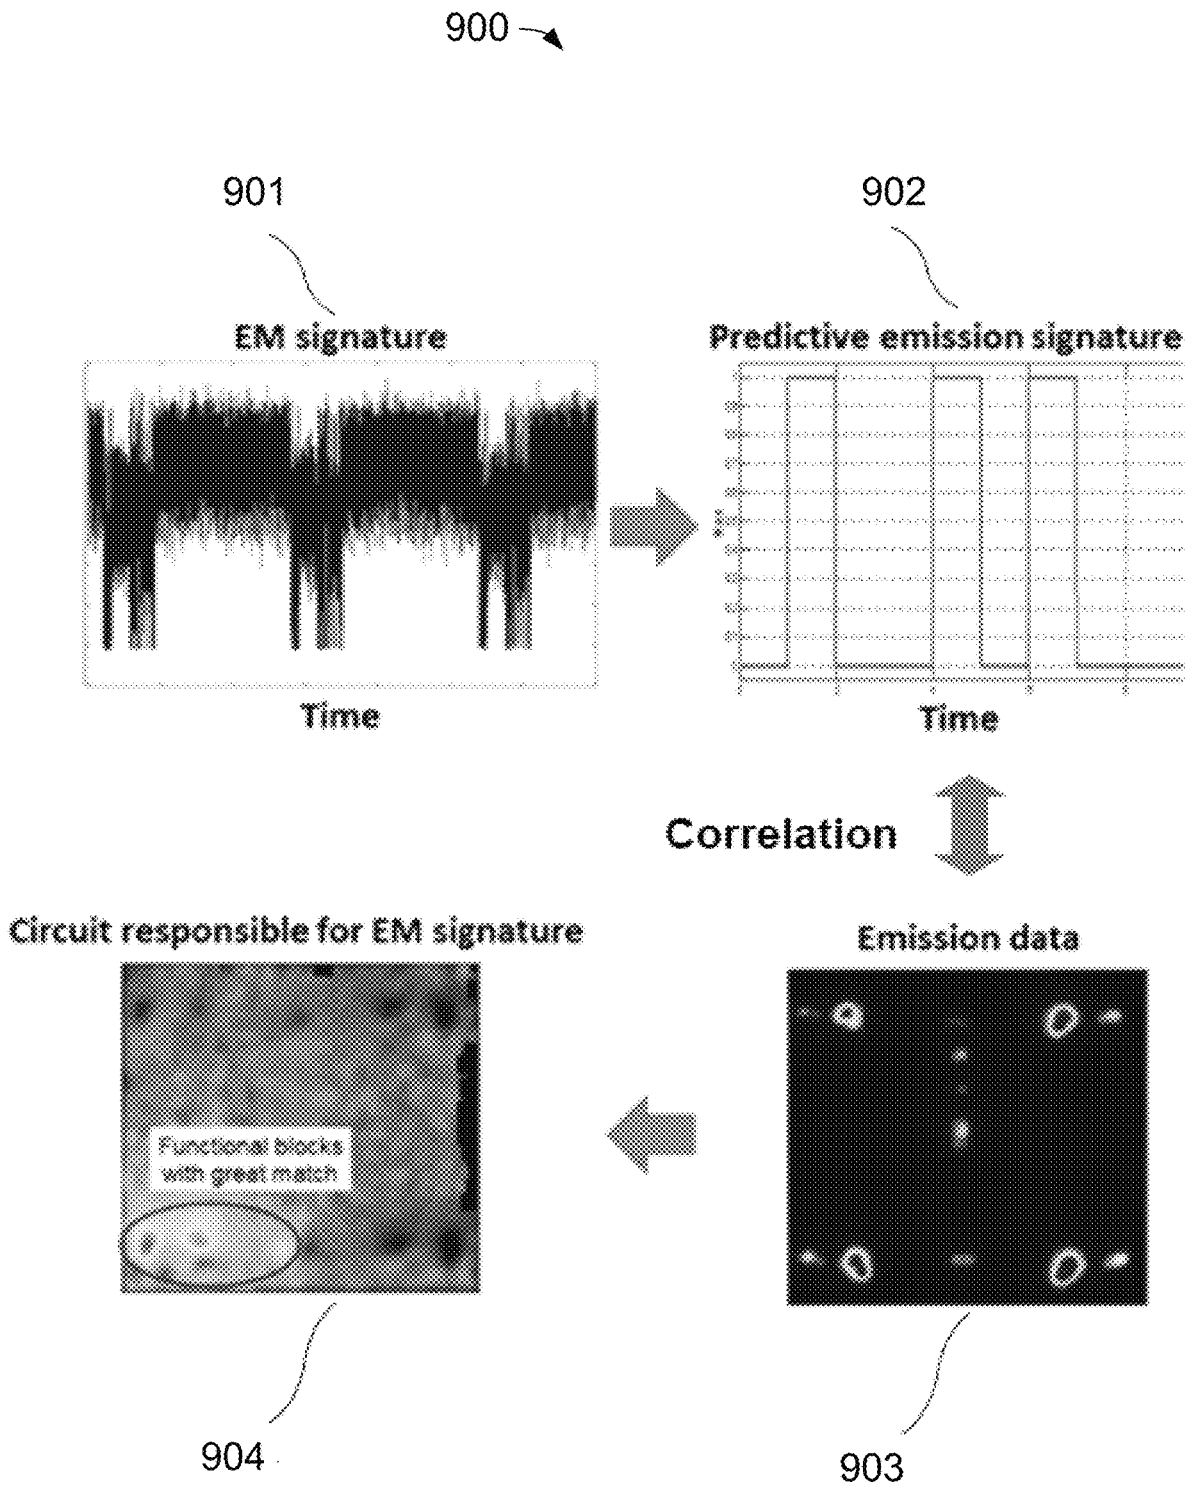 900
901
902
EM signature
Predictive emission signature
Time
Time
Correlation
Circuit responsible for EM signature
Emission data
Functional blocks
with great match
904
903